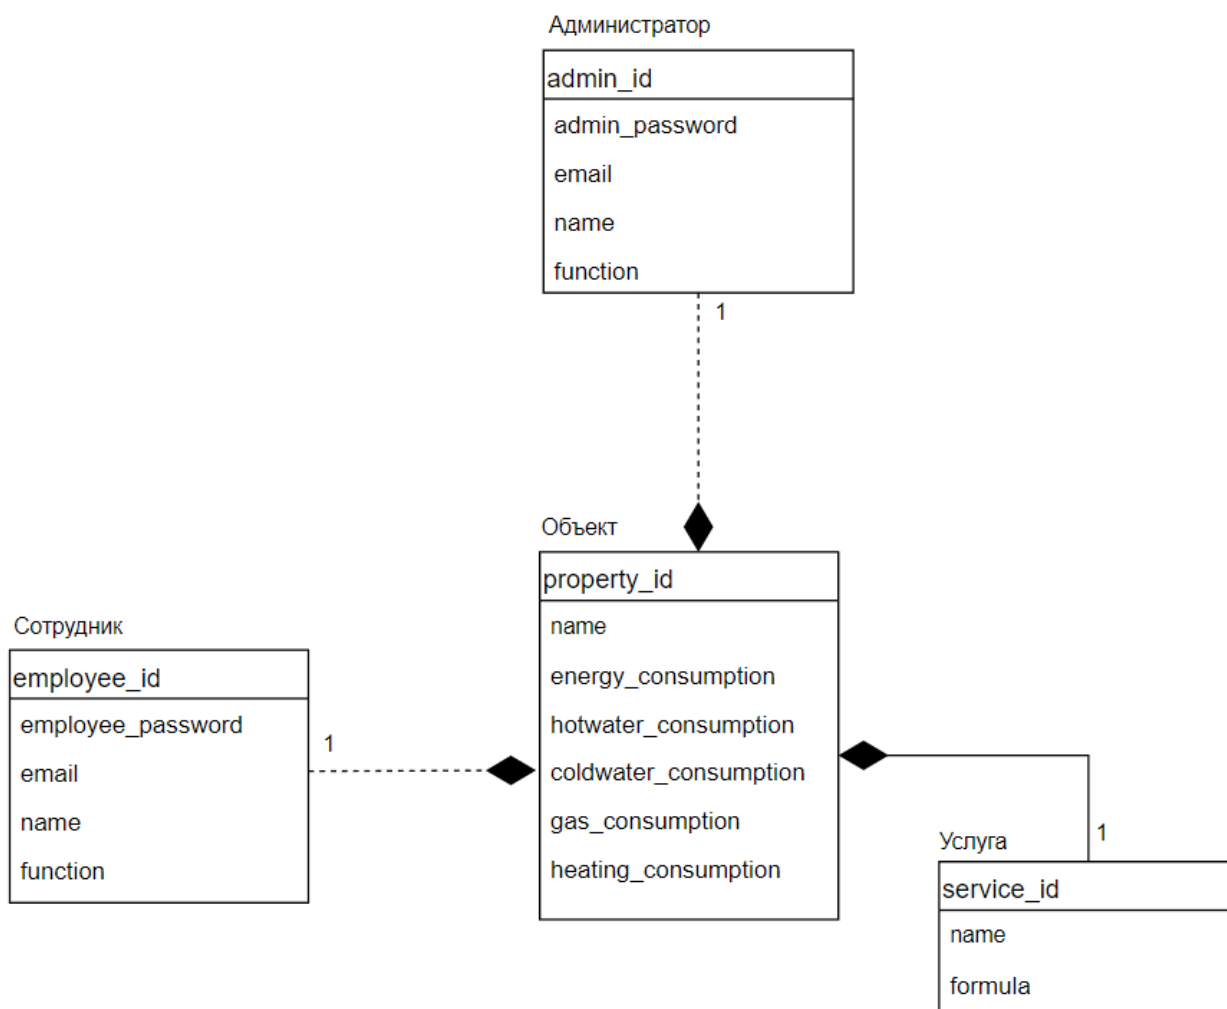 Администратор
admin_id
admin_password
email
name
function
1
Объект
property_id
name
energy_consumption
hotwater_consumption
coldwater_consumption
gas_consumption
heating_consumption
Сотрудник
employee_id
employee_password
email
name
function
1
1
Услуга
service_id
name
formula